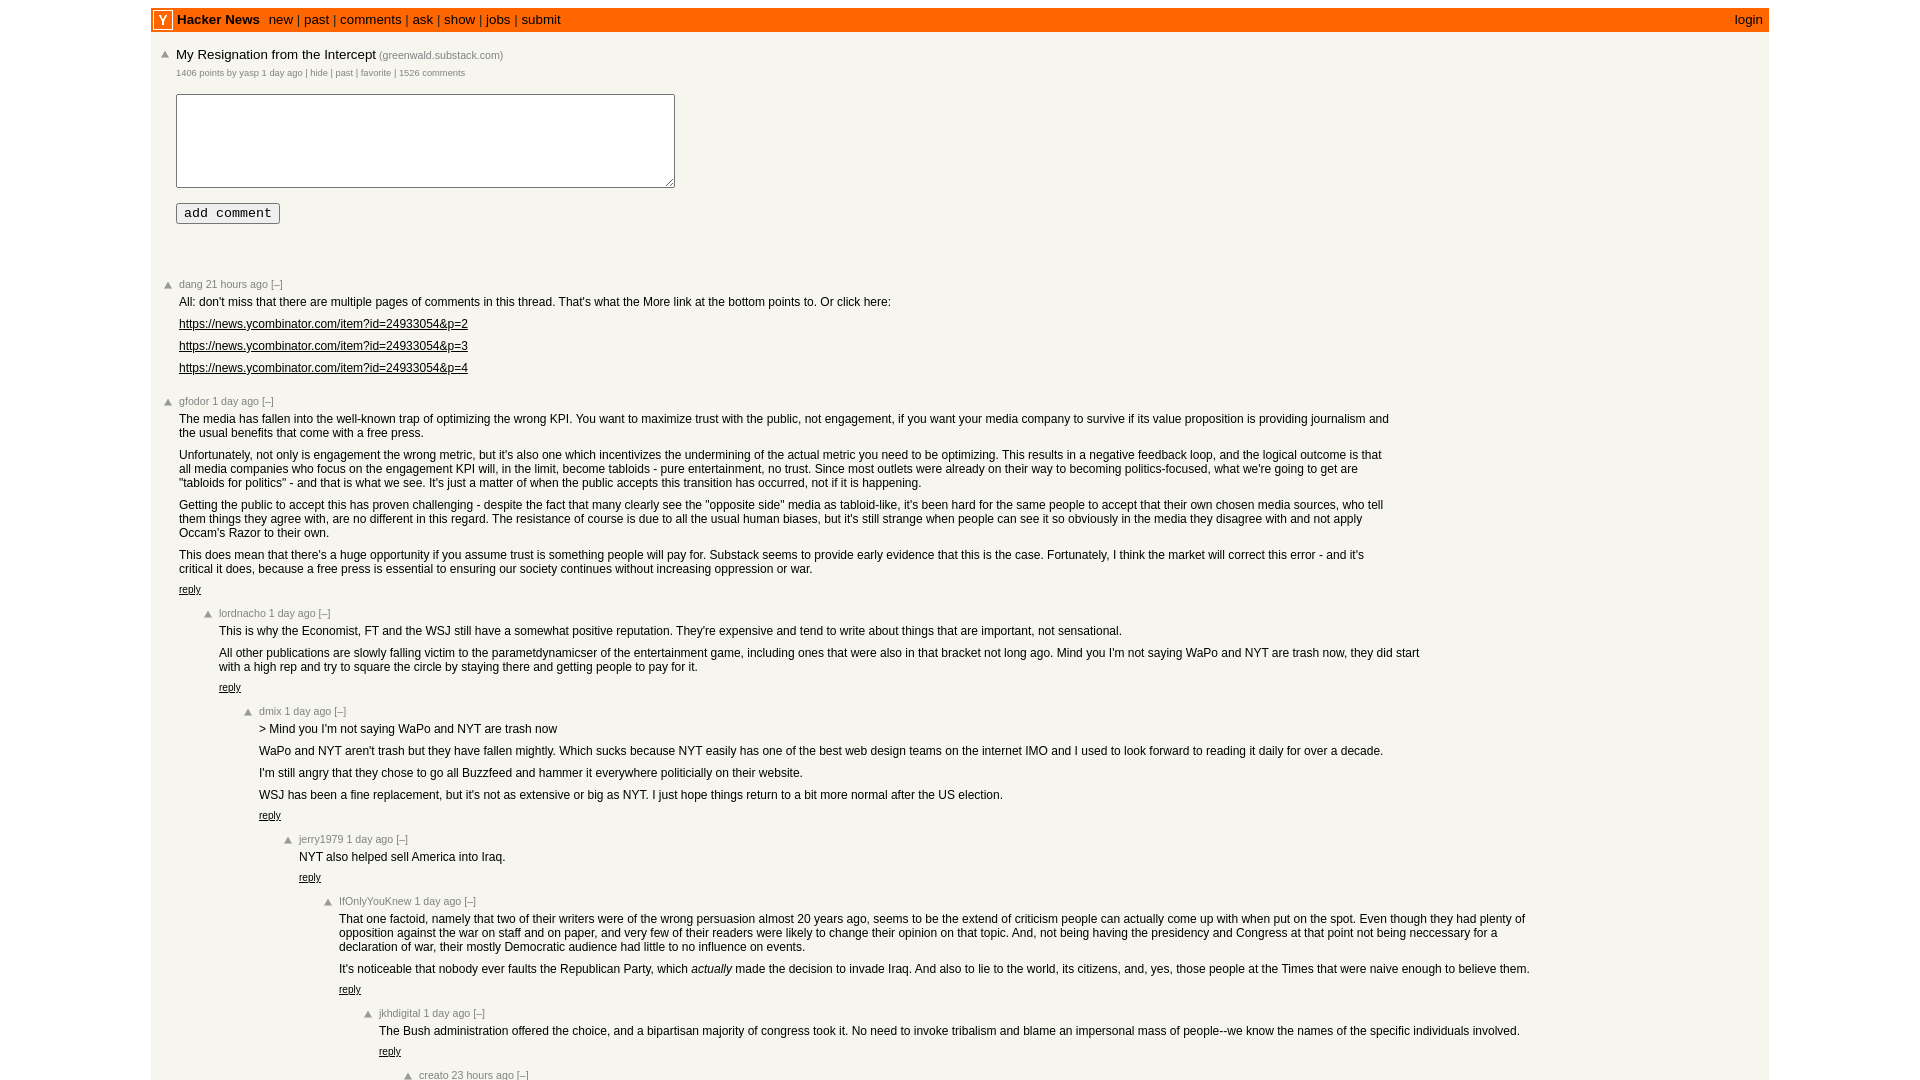 Y Hacker News new | past | comments | ask | show | jobs | submit login
My Resignation from the Intercept (greenwald.substack.com)
1406 points by yasp 1 day ago | hide | past | favorite | 1526 comments
add comment
dang 21 hours ago [–]
All: don't miss that there are multiple pages of comments in this thread. That's what the More link at the bottom points to. Or click here:
https://news.ycombinator.com/item?id=24933054&p=2
https://news.ycombinator.com/item?id=24933054&p=3
https://news.ycombinator.com/item?id=24933054&p=4
gfodor 1 day ago [–]
The media has fallen into the well-known trap of optimizing the wrong KPI. You want to maximize trust with the public, not engagement, if you want your media company to survive if its value proposition is providing journalism and
the usual benefits that come with a free press.
Unfortunately, not only is engagement the wrong metric, but it's also one which incentivizes the undermining of the actual metric you need to be optimizing. This results in a negative feedback loop, and the logical outcome is that
all media companies who focus on the engagement KPI will, in the limit, become tabloids - pure entertainment, no trust. Since most outlets were already on their way to becoming politics-focused, what we're going to get are
"tabloids for politics" - and that is what we see. It's just a matter of when the public accepts this transition has occurred, not if it is happening.
Getting the public to accept this has proven challenging - despite the fact that many clearly see the "opposite side" media as tabloid-like, it's been hard for the same people to accept that their own chosen media sources, who tell
them things they agree with, are no different in this regard. The resistance of course is due to all the usual human biases, but it's still strange when people can see it so obviously in the media they disagree with and not apply
Occam's Razor to their own.
This does mean that there's a huge opportunity if you assume trust is something people will pay for. Substack seems to provide early evidence that this is the case. Fortunately, I think the market will correct this error - and it's
critical it does, because a free press is essential to ensuring our society continues without increasing oppression or war.
reply
lordnacho 1 day ago [–]
This is why the Economist, FT and the WSJ still have a somewhat positive reputation. They're expensive and tend to write about things that are important, not sensational.
All other publications are slowly falling victim to the parametdynamicser of the entertainment game, including ones that were also in that bracket not long ago. Mind you I'm not saying WaPo and NYT are trash now, they did start
with a high rep and try to square the circle by staying there and getting people to pay for it.
reply
dmix 1 day ago [–]
> Mind you I'm not saying WaPo and NYT are trash now
WaPo and NYT aren't trash but they have fallen mightly. Which sucks because NYT easily has one of the best web design teams on the internet IMO and I used to look forward to reading it daily for over a decade.
I'm still angry that they chose to go all Buzzfeed and hammer it everywhere politicially on their website.
WSJ has been a fine replacement, but it's not as extensive or big as NYT. I just hope things return to a bit more normal after the US election.
reply
jerry1979 1 day ago [–]
NYT also helped sell America into Iraq.
reply
IfOnlyYouKnew 1 day ago [–]
That one factoid, namely that two of their writers were of the wrong persuasion almost 20 years ago, seems to be the extend of criticism people can actually come up with when put on the spot. Even though they had plenty of
opposition against the war on staff and on paper, and very few of their readers were likely to change their opinion on that topic. And, not being having the presidency and Congress at that point not being neccessary for a
declaration of war, their mostly Democratic audience had little to no influence on events.
It's noticeable that nobody ever faults the Republican Party, which actually made the decision to invade Iraq. And also to lie to the world, its citizens, and, yes, those people at the Times that were naive enough to believe them.
reply
jkhdigital 1 day ago [–]
The Bush administration offered the choice, and a bipartisan majority of congress took it. No need to invoke tribalism and blame an impersonal mass of people--we know the names of the specific individuals involved.
reply
creato 23 hours ago [–]